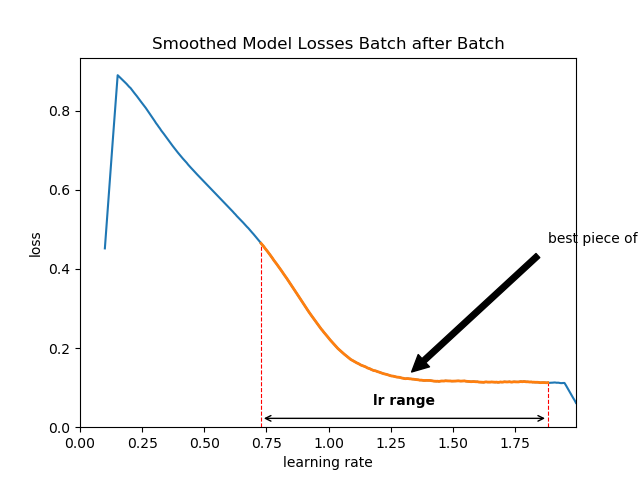 Smoothed Model Losses Batch after Batch
0.8
0.6
0.4
0.2
0.0
loss
best piece of
lr range
0.00 0.25 0.50 0.75 1.00 1.25 1.50 1.75
learning rate